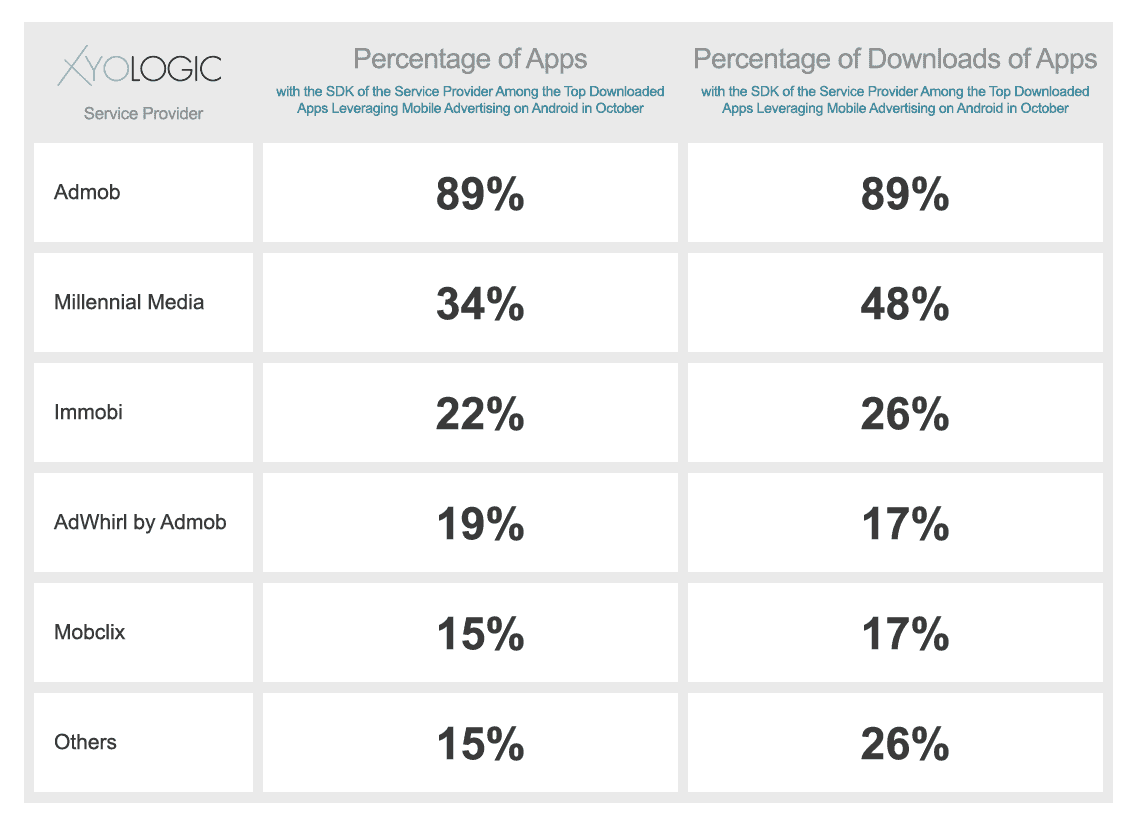 XYOLOGIC
Service Provider
Percentage of Apps
with the SDK of the Service Provider Among the Top Downloaded
Apps Leveraging Mobile Advertising on Android in October
Percentage of Downloads of Apps
with the SDK of the Service Provider Among the Top Downloaded
Apps Leveraging Mobile Advertising on Android in October
Admob 89% 89%
Millennial Media 34% 48%
Immobi 22% 26%
AdWhirl by Admob 19% 17%
Mobclix 15% 17%
Others 15% 26%